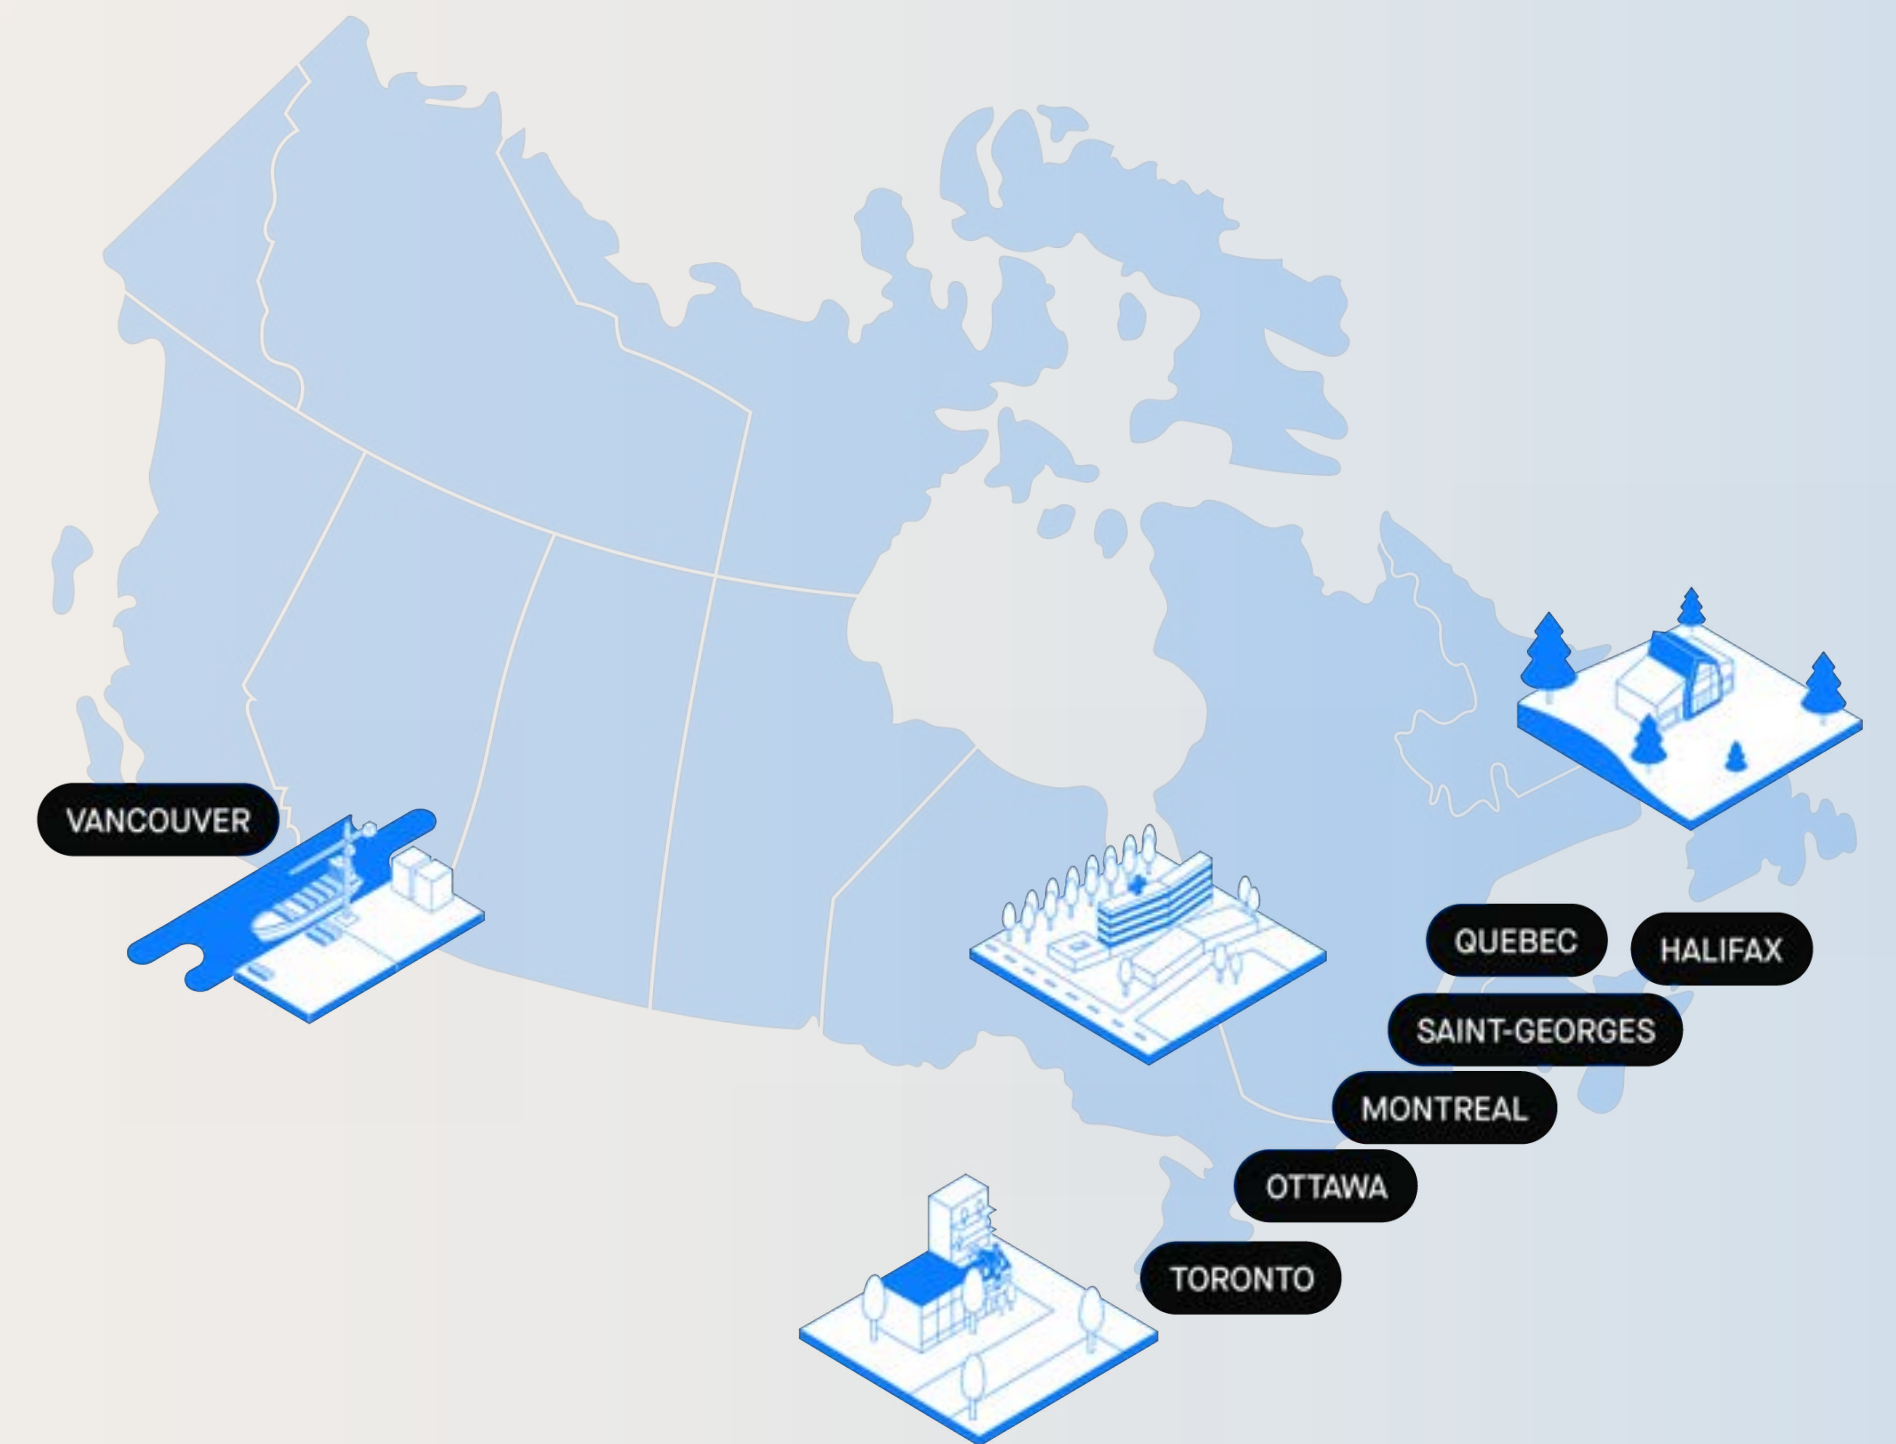 VANCOUVER
QUEBEC
HALIFAX
SAINT-GEORGES
MONTREAL
OTTAWA
TORONTO